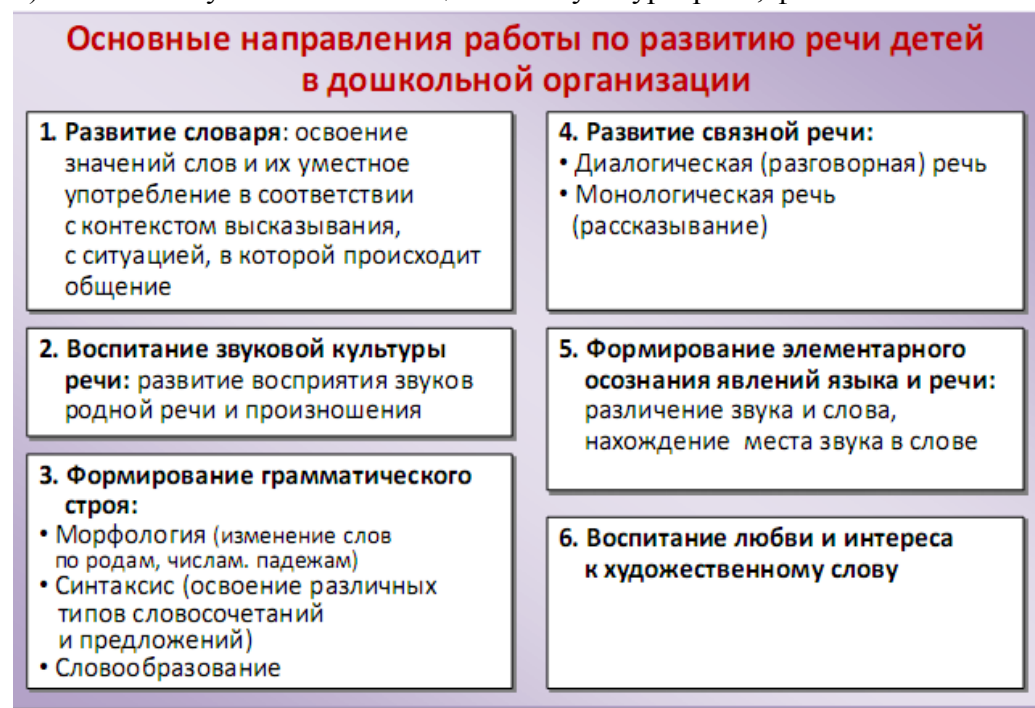 Основные направления работы по развитию речи детей
в дошкольной организации
1. Развитие словаря: освоение
значений слов и их уместное
употребление в соответствии
с контекстом высказывания,
с ситуацией, в которой происходит
общение
2. Воспитание звуковой культуры
речи: развитие восприятия звуков
родной речи и произношения
3. Формирование грамматического
строя:
• Морфология (изменение слов
по родам, числам. падежам)
• Синтаксис (освоение различных
типов словосочетаний
и предложений)
• Словообразование
4. Развитие связной речи:
• Диалогическая (разговорная) речь
• Монологическая речь
(рассказывание)
5. Формирование элементарного
осознания явлений языка и речи:
различение звука и слова,
нахождение места звука в слове
6. Воспитание любви и интереса
к художественному слову